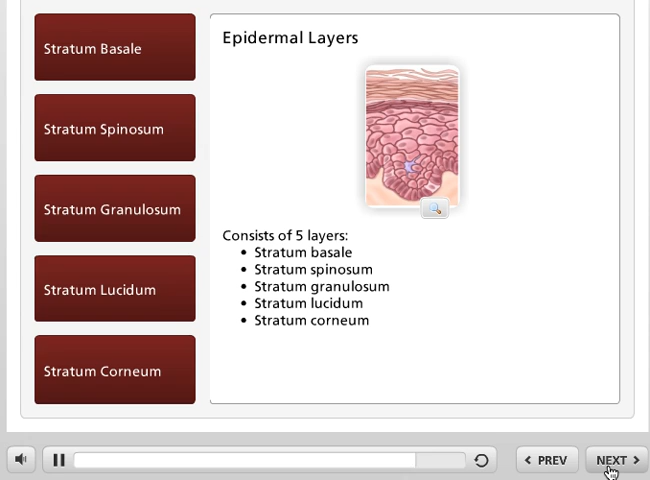 Stratum Basale
Stratum Spinosum
Stratum Granulosum
Stratum Lucidum
Stratum Corneum
Epidermal Layers
Consists of 5 layers:
• Stratum basale
• Stratum spinosum
• Stratum granulosum
• Stratum lucidum
• Stratum corneum
PREV
NEXT